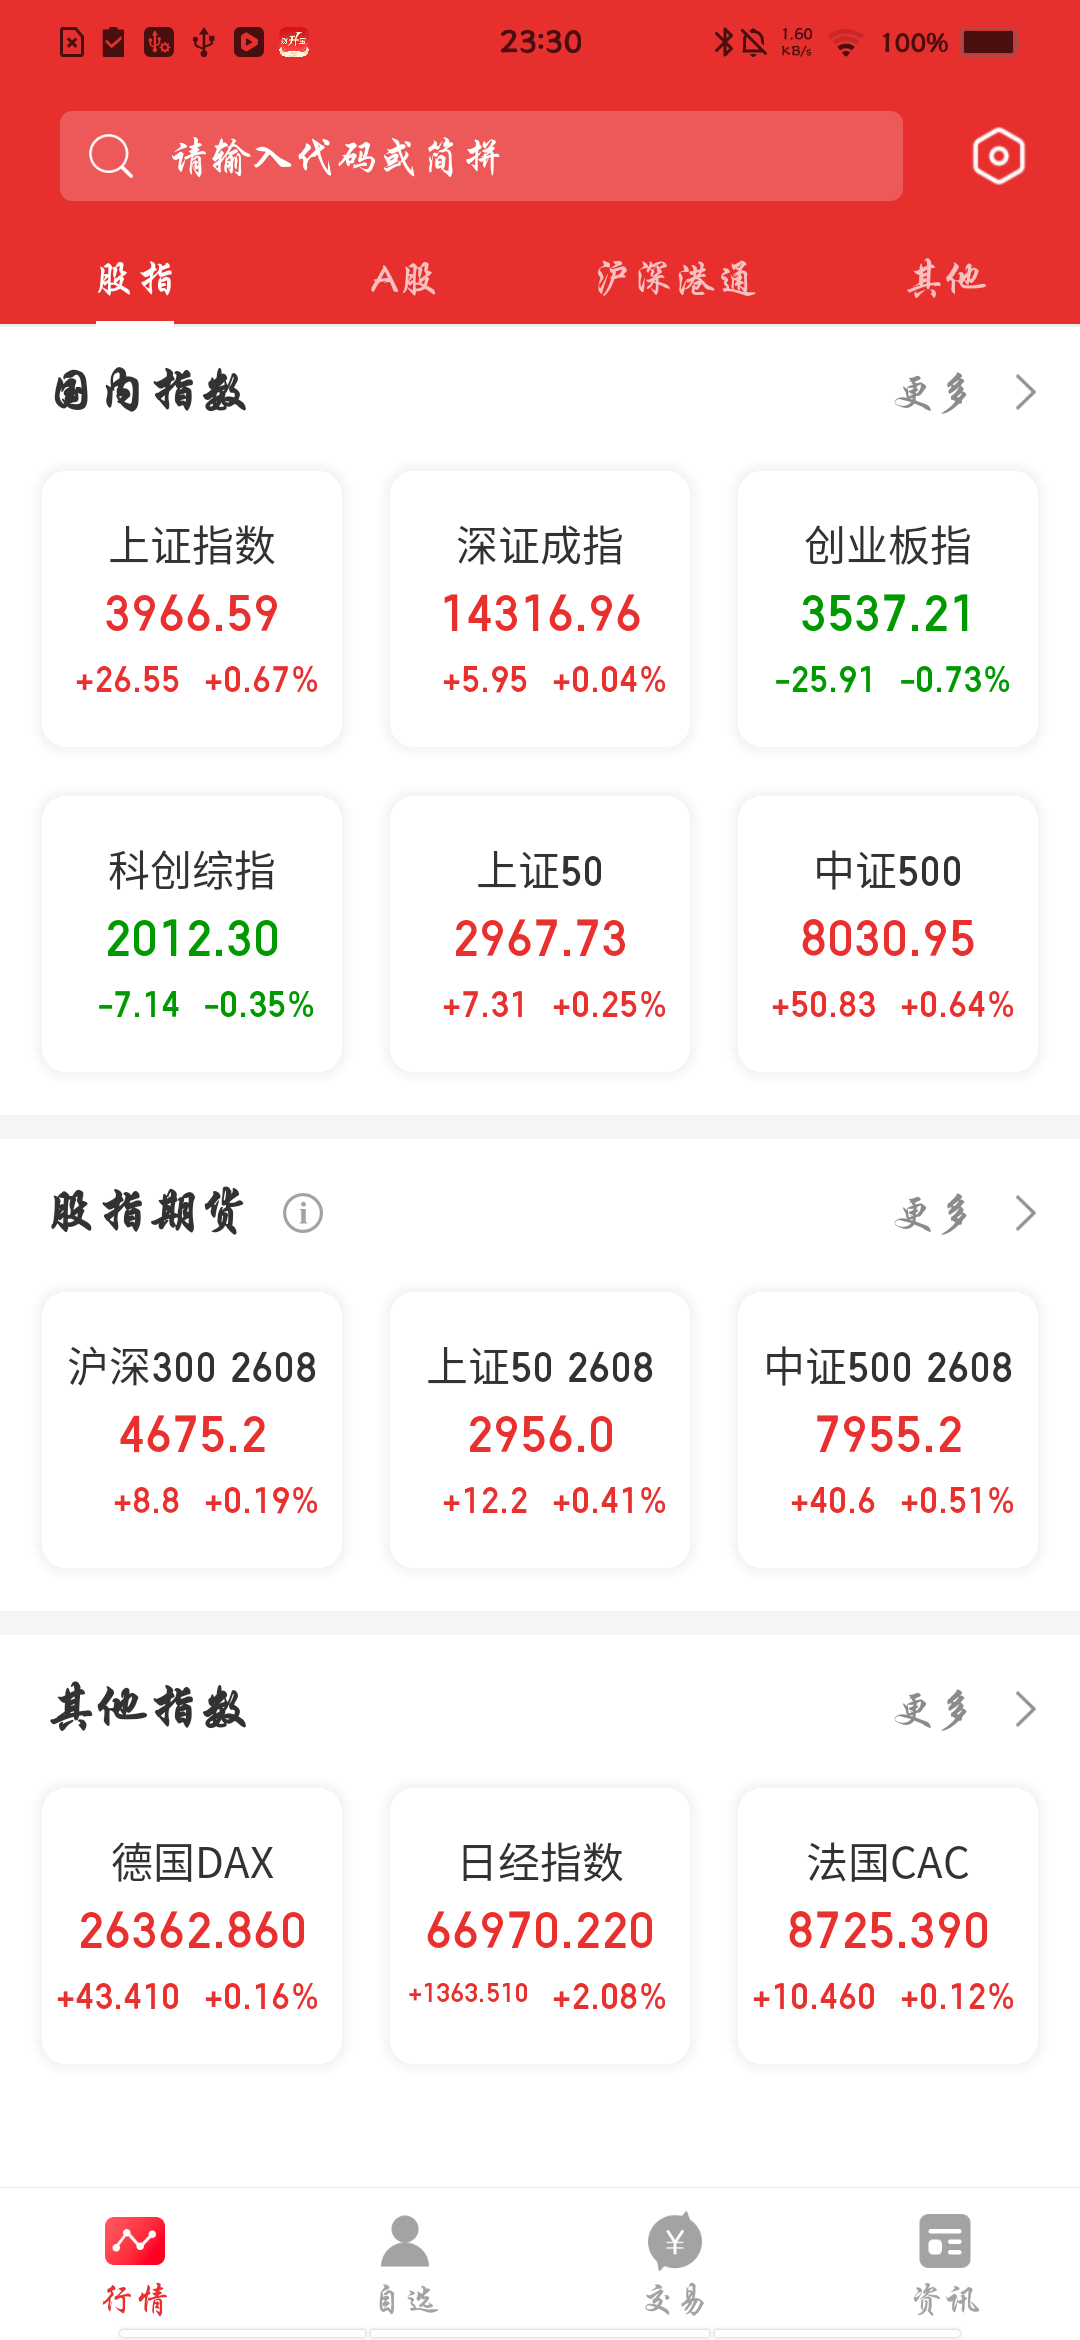 23:30 1.60 KB/s 100%
请输入代码或简拼
股指 A股 沪深港通 其他
国内指数 更多
上证指数 深证成指 创业板指
3966.59 14316.96 3537.21
+26.55 +0.67% +5.95 +0.04% -25.91 -0.73%
科创综指 上证50 中证500
2012.30 2967.73 8030.95
-7.14 -0.35% +7.31 +0.25% +50.83 +0.64%
股指期货 更多
沪深300 2608 上证50 2608 中证500 2608
4675.2 2956.0 7955.2
+8.8 +0.19% +12.2 +0.41% +40.6 +0.51%
其他指数 更多
德国DAX 日经指数 法国CAC
26362.860 66970.220 8725.390
+43.410 +0.16% +1363.510 +2.08% +10.460 +0.12%
行情 自选 交易 资讯